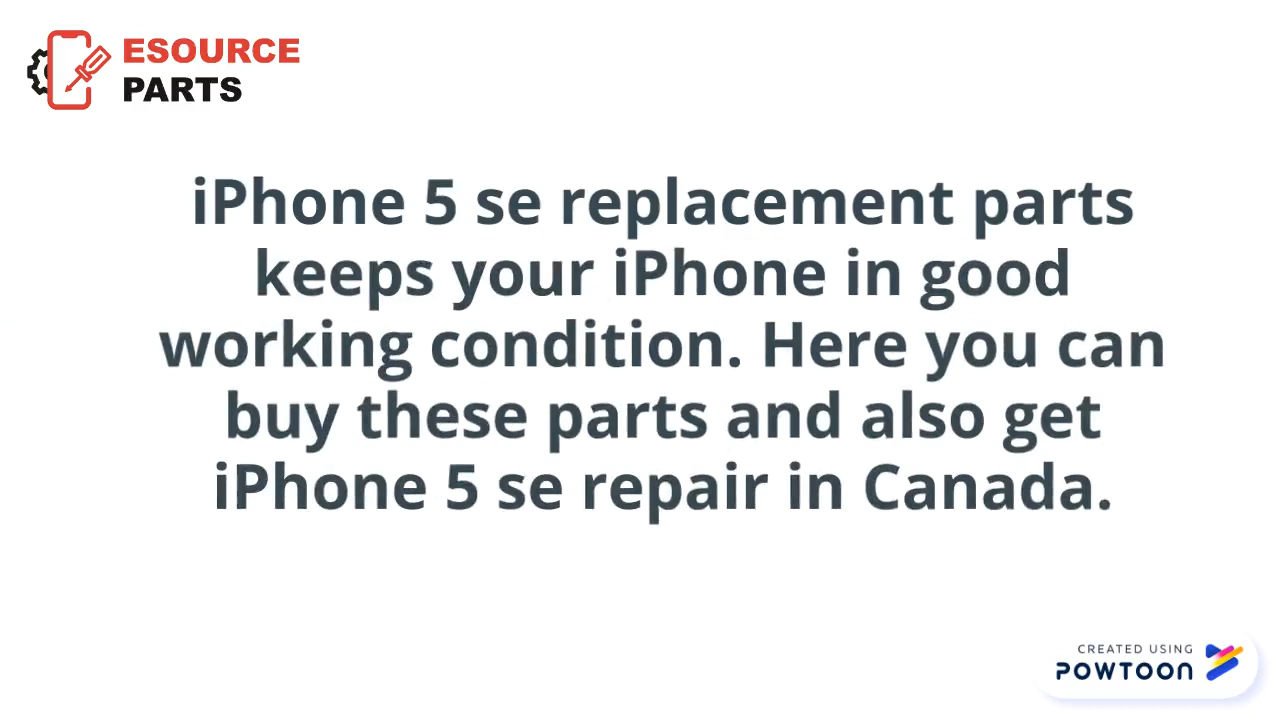 ESOURCE
PARTS
iPhone 5 se replacement parts
keeps your iPhone in good
working condition. Here you can
buy these parts and also get
iPhone 5 se repair in Canada.
CREATED USING
POWTOON